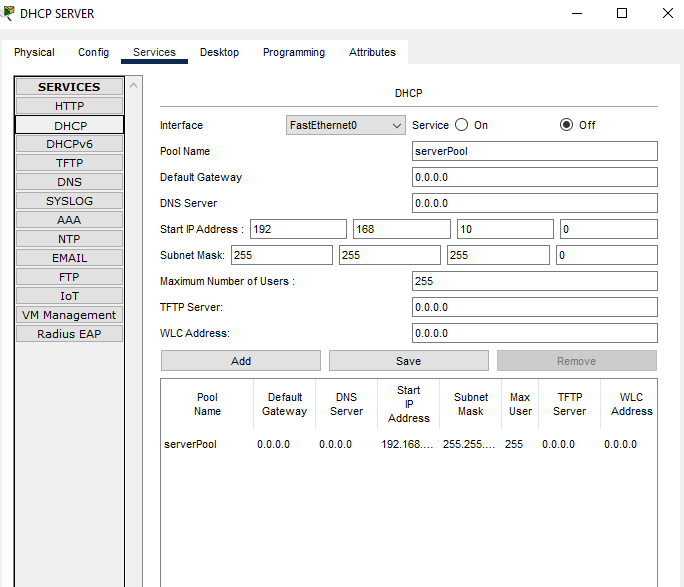 DHCP SERVER
Physical Config Services Desktop Programming Attributes
SERVICES
HTTP
DHCP
DHCPv6
TFTP
DNS
SYSLOG
AAA
NTP
EMAIL
FTP
IoT
VM Management
Radius EAP
DHCP
Interface FastEthernet0 Service On Off
Pool Name serverPool
Default Gateway 0.0.0.0
DNS Server 0.0.0.0
Start IP Address : 192 168 10 0
Subnet Mask: 255 255 255 0
Maximum Number of Users : 255
TFTP Server: 0.0.0.0
WLC Address: 0.0.0.0
Add Save Remove
Pool Name Default Gateway DNS Server Start IP Address Subnet Mask Max User TFTP Server WLC Address
serverPool 0.0.0.0 0.0.0.0 192.168.... 255.255.... 255 0.0.0.0 0.0.0.0